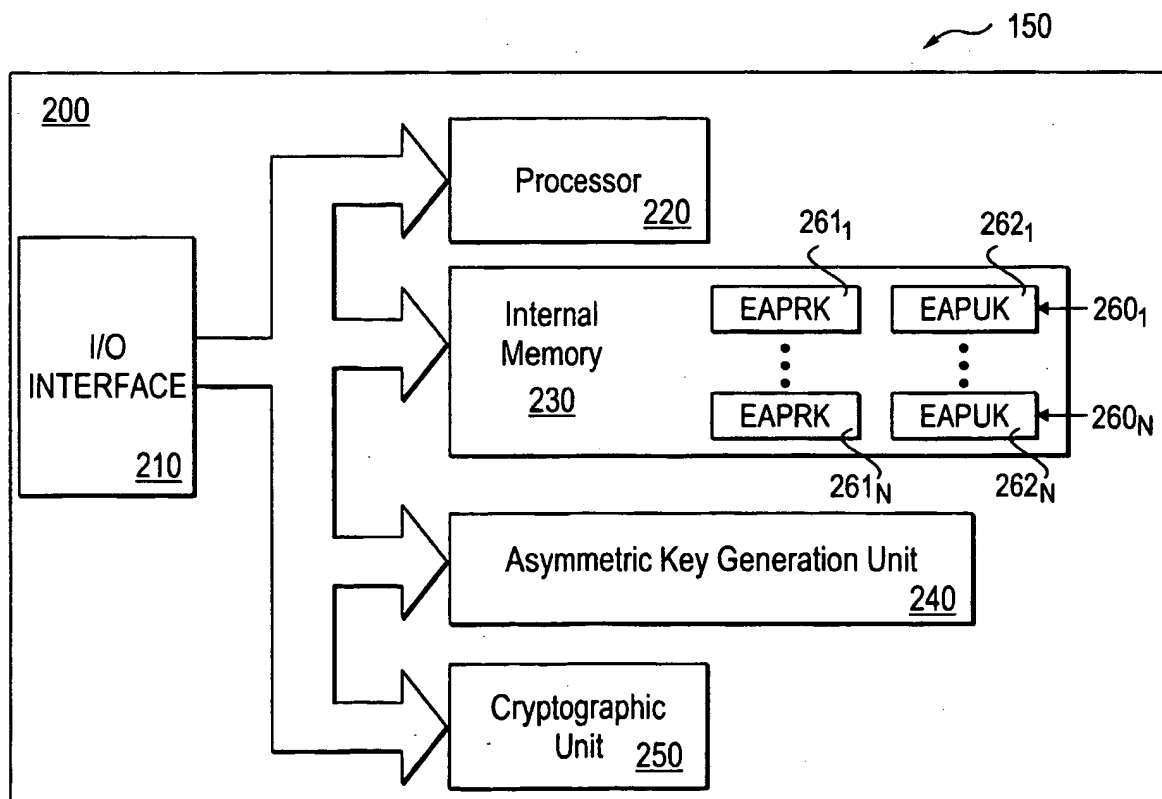 150
200
Processor
220
261₁ 262₁
I/O
INTERFACE
210
Internal
Memory
230
EAPRK EAPUK 260₁
EAPRK EAPUK 260N
261N 262N
Asymmetric Key Generation Unit
240
Cryptographic
Unit 250